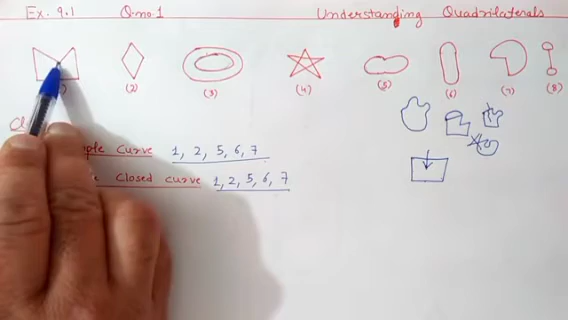 Ex. 9.1 Q.no.1 Understanding Quadrilaterals
) (2) (3) (4) (5) (6) (7) (8)
curve 1, 2, 5, 6, 7
Closed curve 1, 2, 5, 6, 7